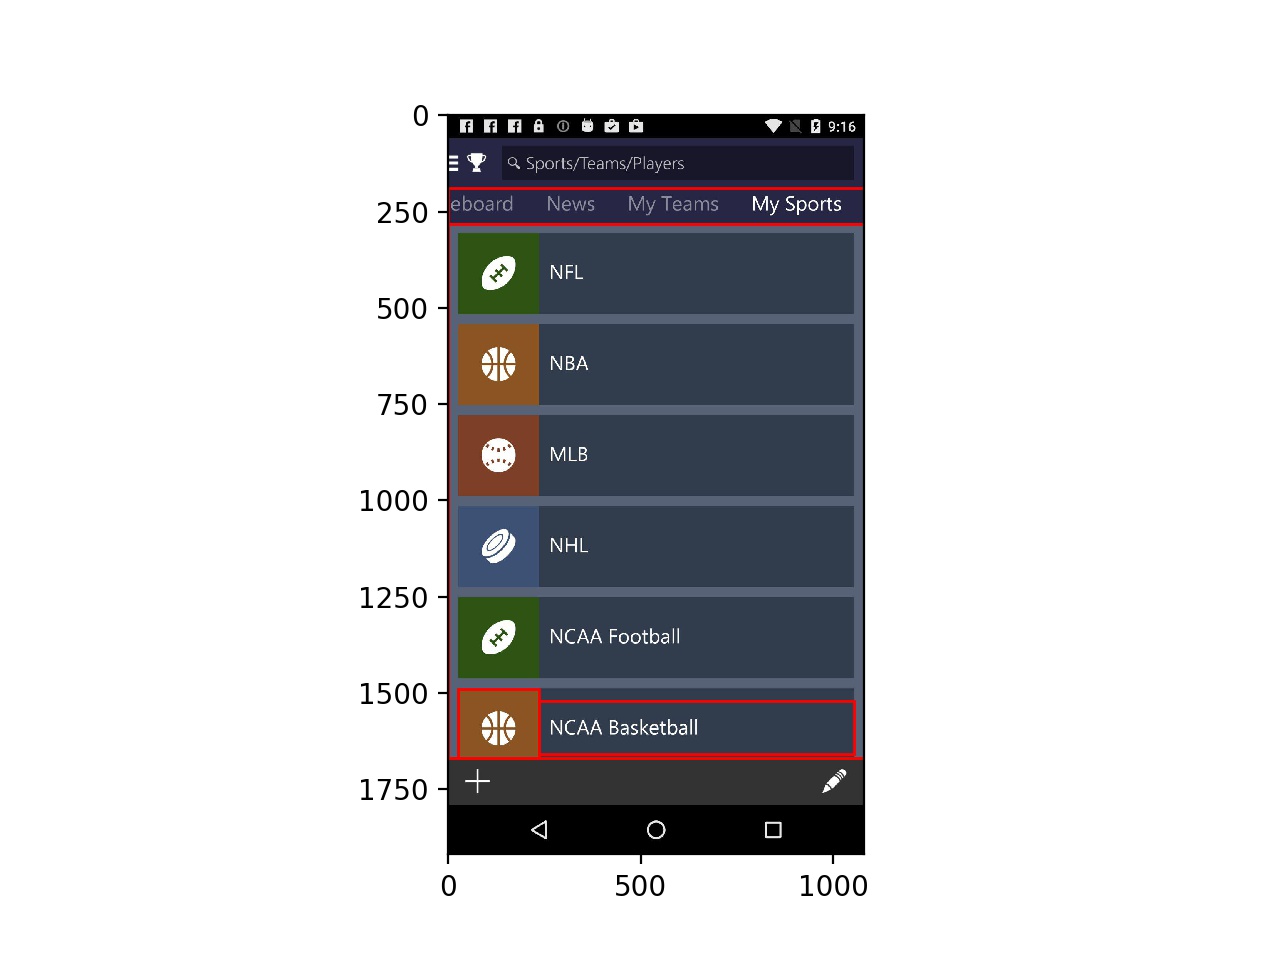 0
250
500
750
1000
1250
1500
1750
9:16
Sports/Teams/Players
eboard News My Teams My Sports
NFL
NBA
MLB
NHL
NCAA Football
NCAA Basketball
0 500 1000